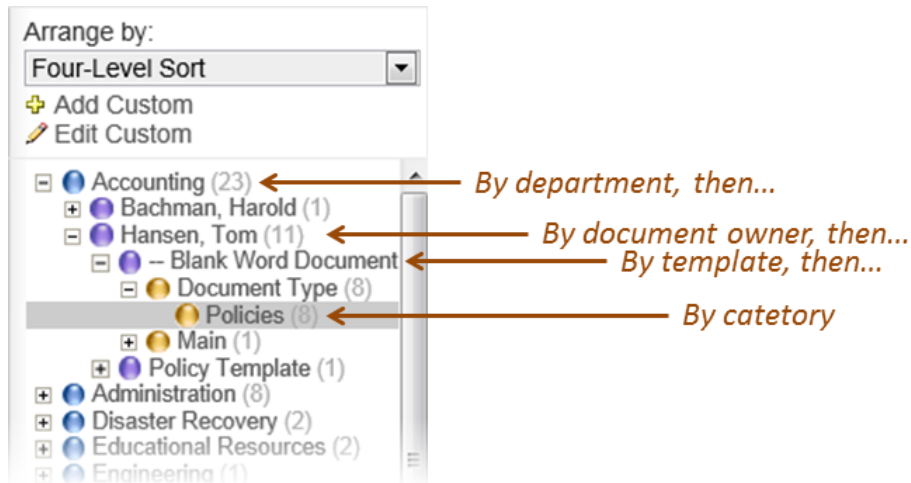 Arrange by:
Four-Level Sort
Add Custom
Edit Custom
Accounting (23) By department, then...
Bachman, Harold (1)
Hansen, Tom (11) By document owner, then...
-- Blank Word Document By template, then...
Document Type (8)
Policies (8) By catetory
Main (1)
Policy Template (1)
Administration (8)
Disaster Recovery (2)
Educational Resources (2)
Engineering (1)